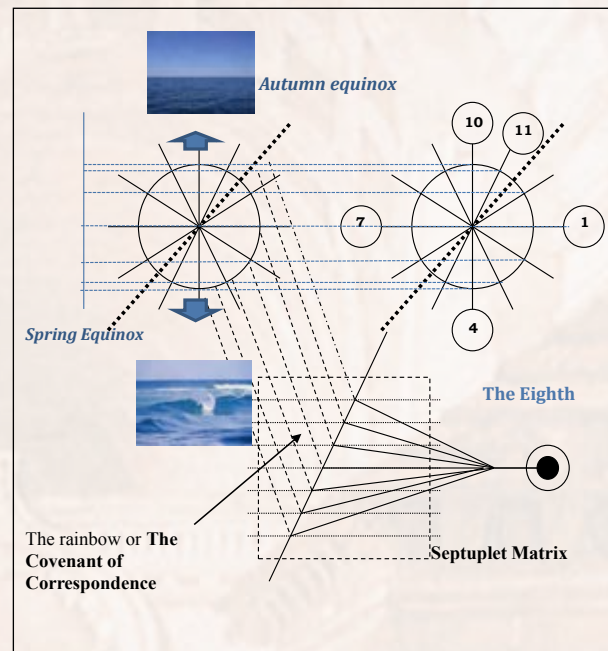 Autumn equinox
10
11
7
1
4
Spring Equinox
The Eighth
The rainbow or The
Covenant of
Correspondence
Septuplet Matrix